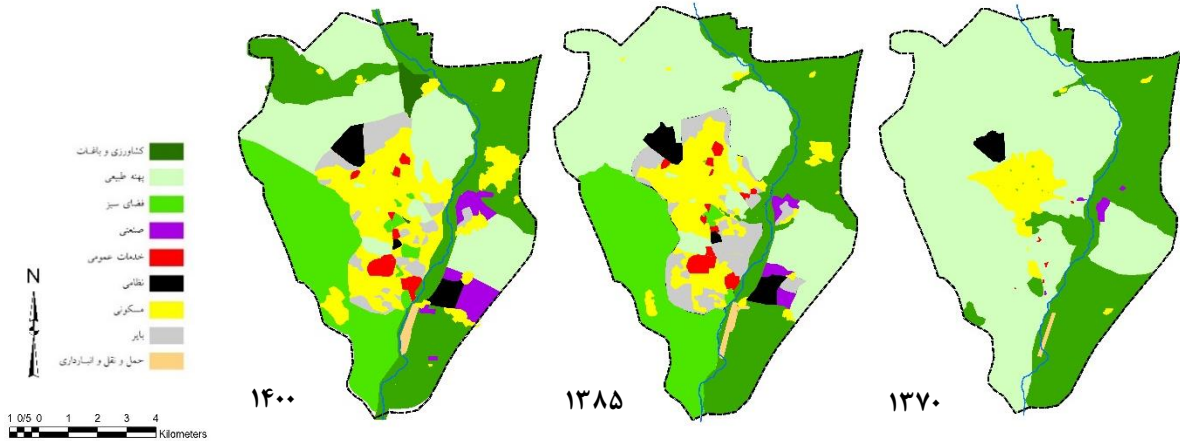 کشاورزی و باغات
پهنه طبیعی
فضای سبز
صنعتی
خدمات عمومی
نظامی
مسکونی
بایر
حمل و نقل و انبارداری
N
1 0/5 0 1 2 3 4
Kilometers
۱۴۰۰
۱۳۸۵
۱۳۷۰